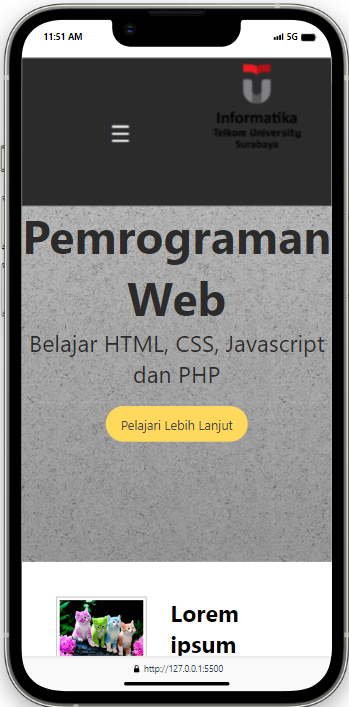 11:51 AM
5G
Informatika
Telkom University
Surabaya
Pemrograman
Web
Belajar HTML, CSS, Javascript
dan PHP
Pelajari Lebih Lanjut
Lorem
ipsum
http://127.0.0.1:5500